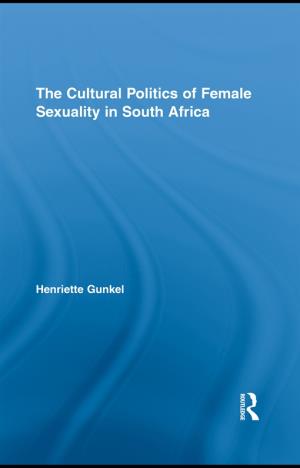 The Cultural Politics of Female
Sexuality in South Africa
Henriette Gunkel
ROUTLEDGE